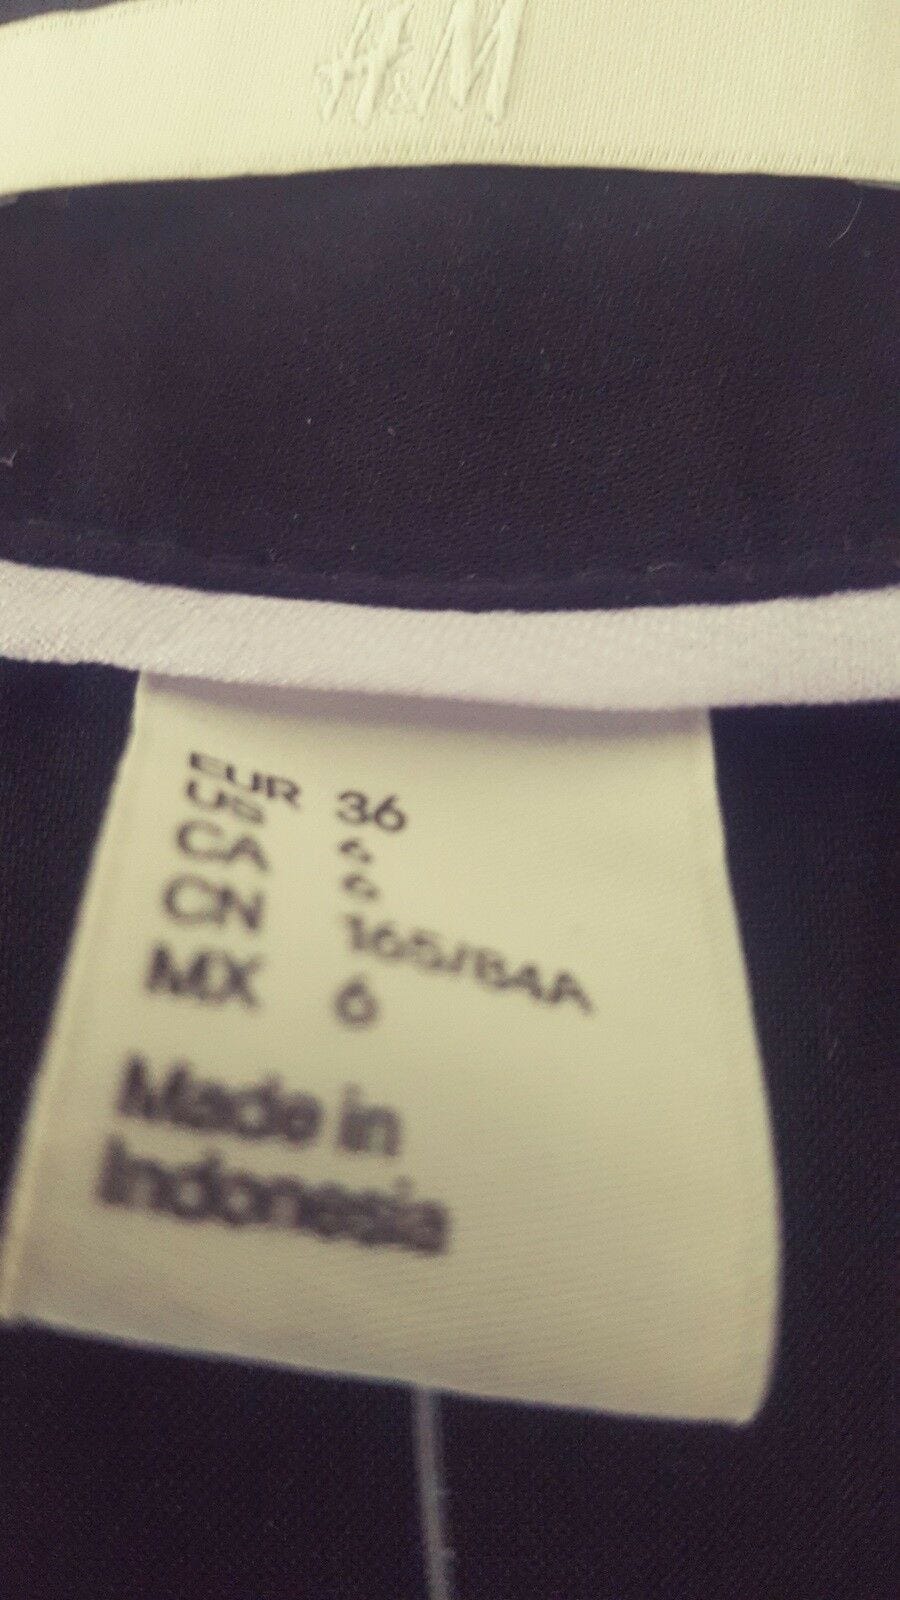 H&M
EUR 36
US 6
CA 6
CN 165/84A
MX 6
Made in
Indonesia